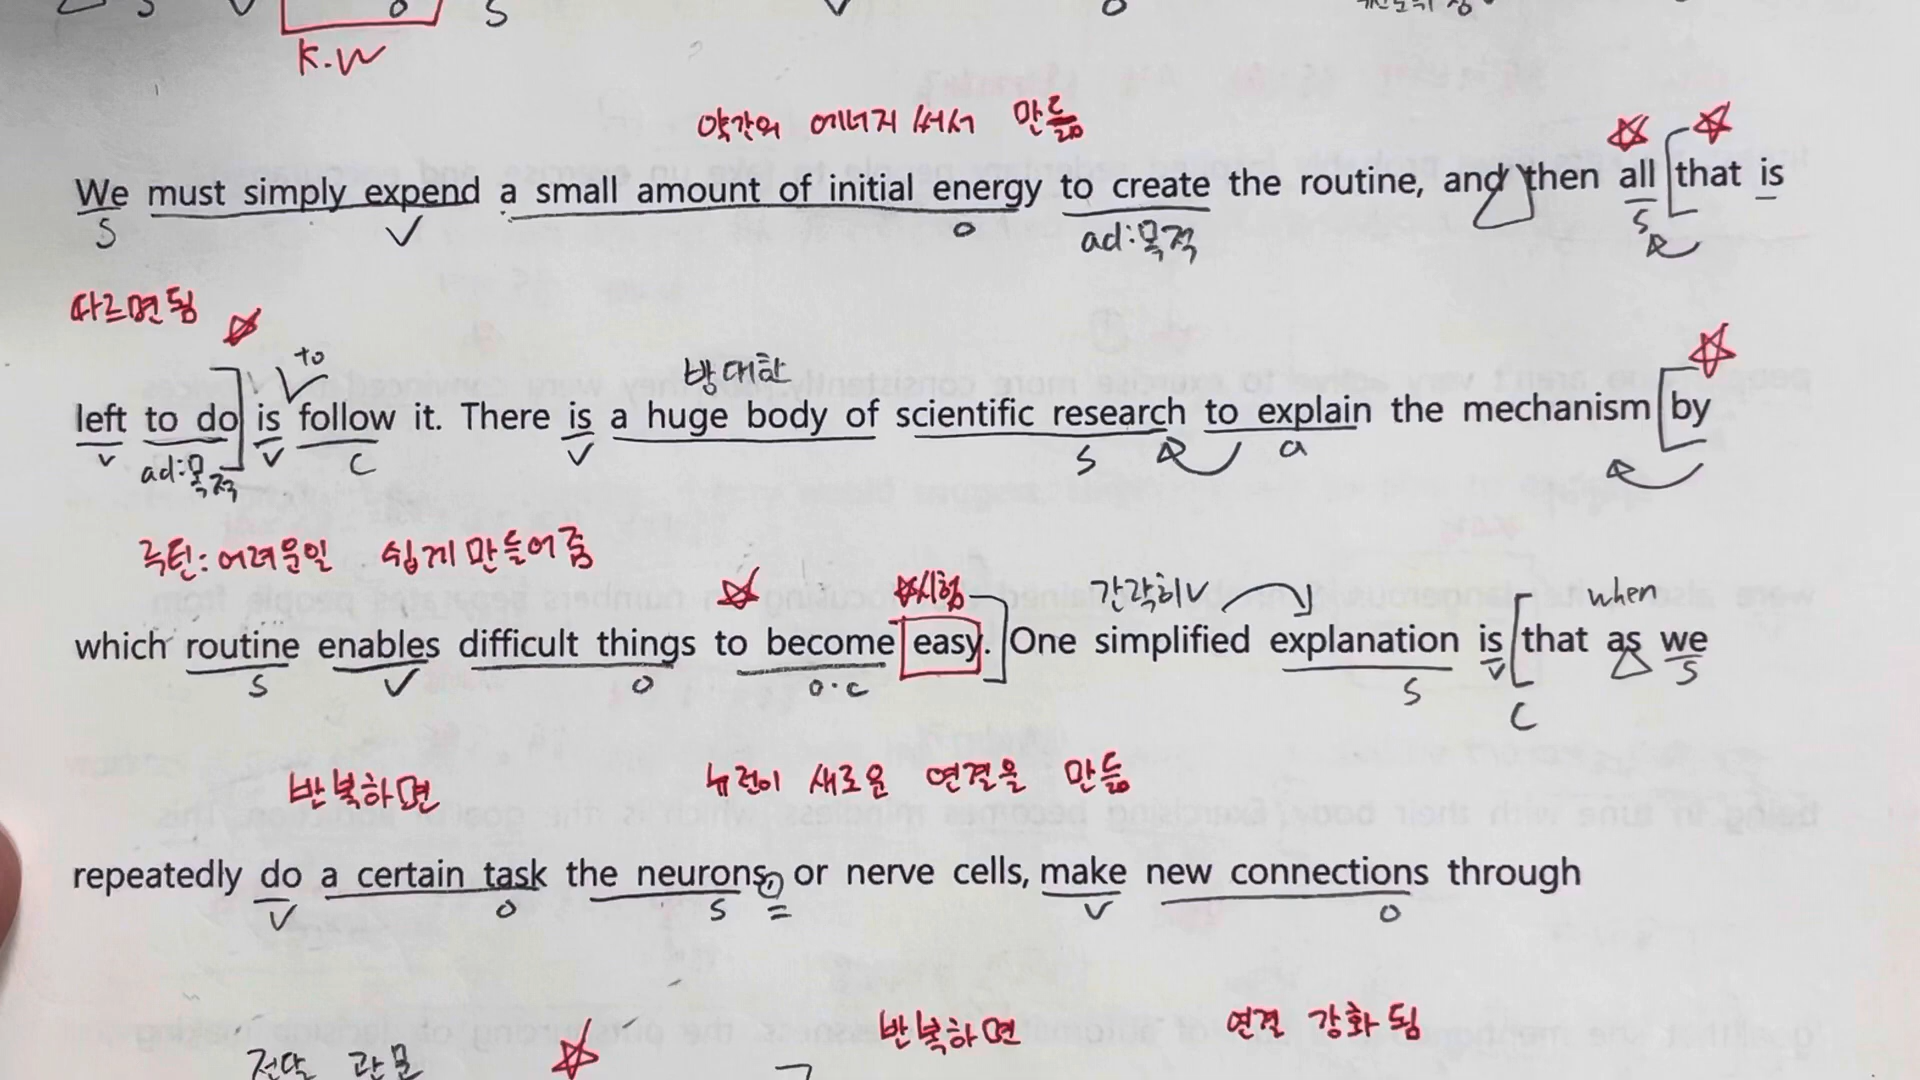 S V O S V O
K.W
약간의 에너지 써서 만듦
We must simply expend a small amount of initial energy to create the routine, and then all [that is
S V O ad:목적 S
따르면 됨
to 방대한
left to do] is follow it. There is a huge body of scientific research to explain the mechanism [by
V ad:목적 V C V S a
루틴: 어려운일 쉽게 만들어줌
시험 간략히 when
which routine enables difficult things to become easy.] One simplified explanation is [that as we
S V O O.C S V C S
반복하면 뉴런이 새로운 연결을 만듦
repeatedly do a certain task the neurons, or nerve cells, make new connections through
V O S V O
반복하면 연결 강화됨
전달 관문